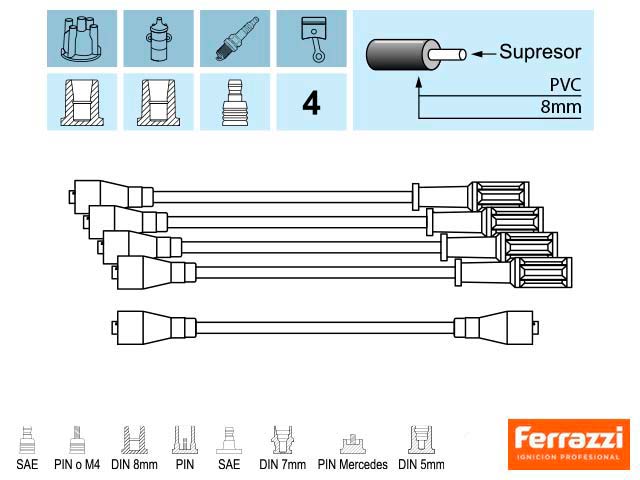 Supresor
PVC
8mm
4
SAE PIN o M4 DIN 8mm PIN SAE DIN 7mm PIN Mercedes DIN 5mm
Ferrazzi
IGNICION PROFESIONAL